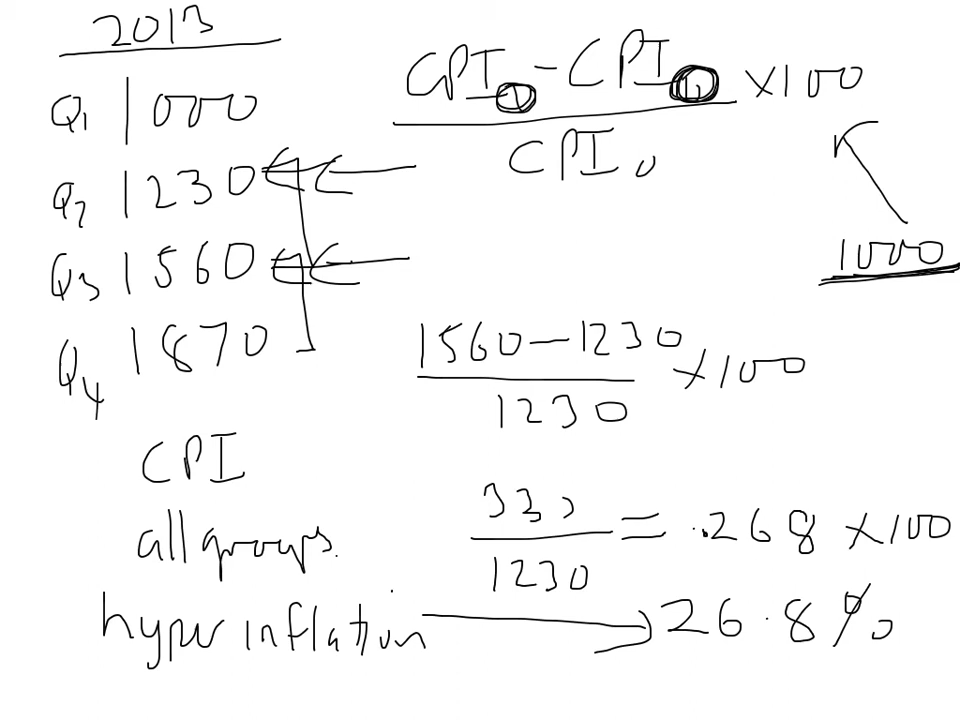 2013
Q1 1000
Q2 1230
Q3 1560
Q4 1870
CPI
all groups.
hyper inflation
CPI1 - CPI0 ×100
CPI0
1000
1560 - 1230 ×100
1230
330 = .268 ×100
1230
26.8%